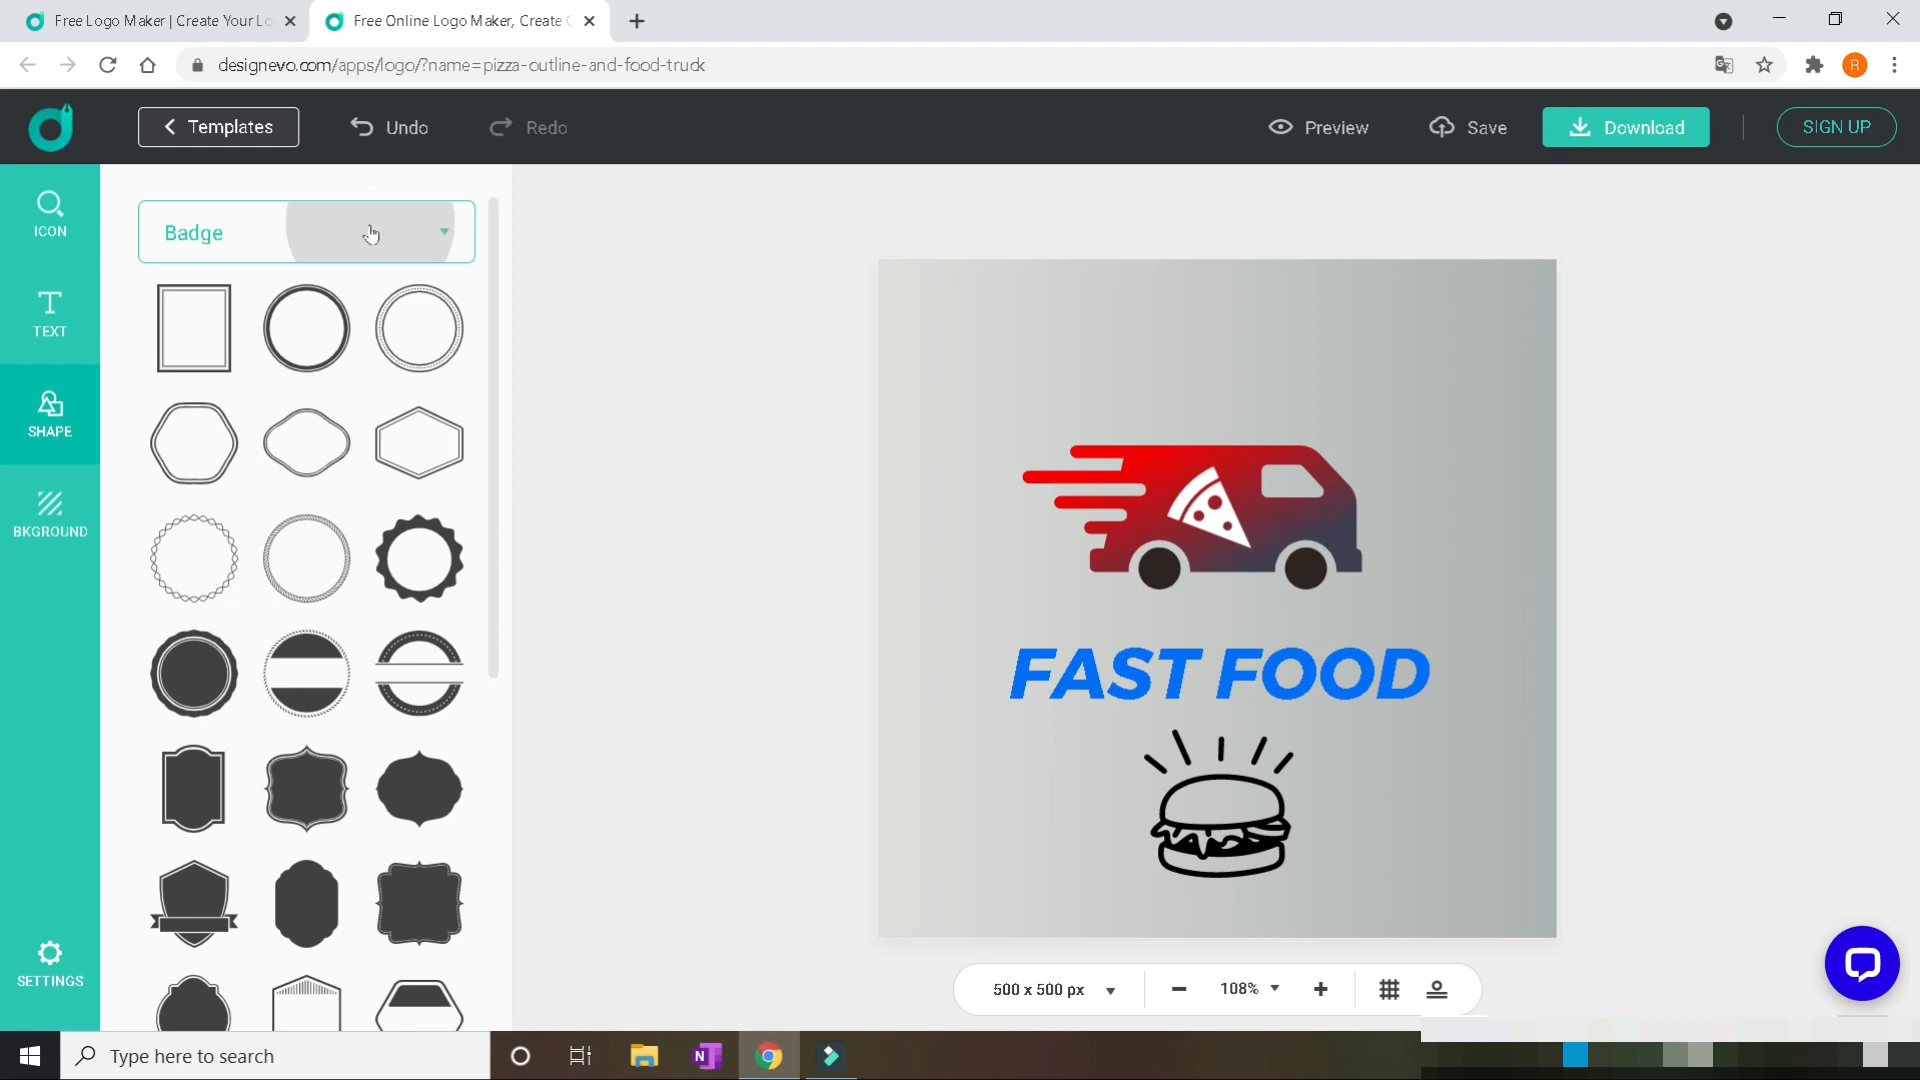 Free Logo Maker | Create Your Lo
Free Online Logo Maker, Create C
designevo.com/apps/logo/?name=pizza-outline-and-food-truck
R
Templates
Undo
Redo
Preview
Save
Download
SIGN UP
ICON
TEXT
SHAPE
BKGROUND
SETTINGS
Badge
FAST FOOD
500 x 500 px
108%
Type here to search
N